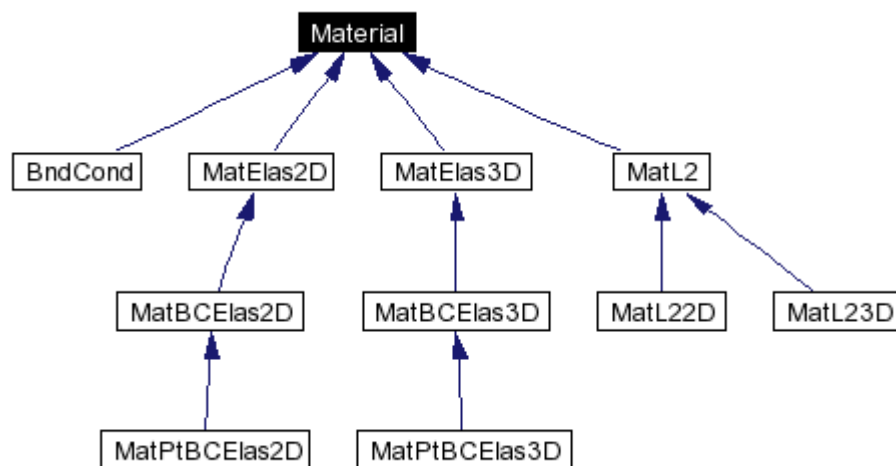 Material
BndCond
MatElas2D
MatElas3D
MatL2
MatBCElas2D
MatBCElas3D
MatL22D
MatL23D
MatPtBCElas2D
MatPtBCElas3D